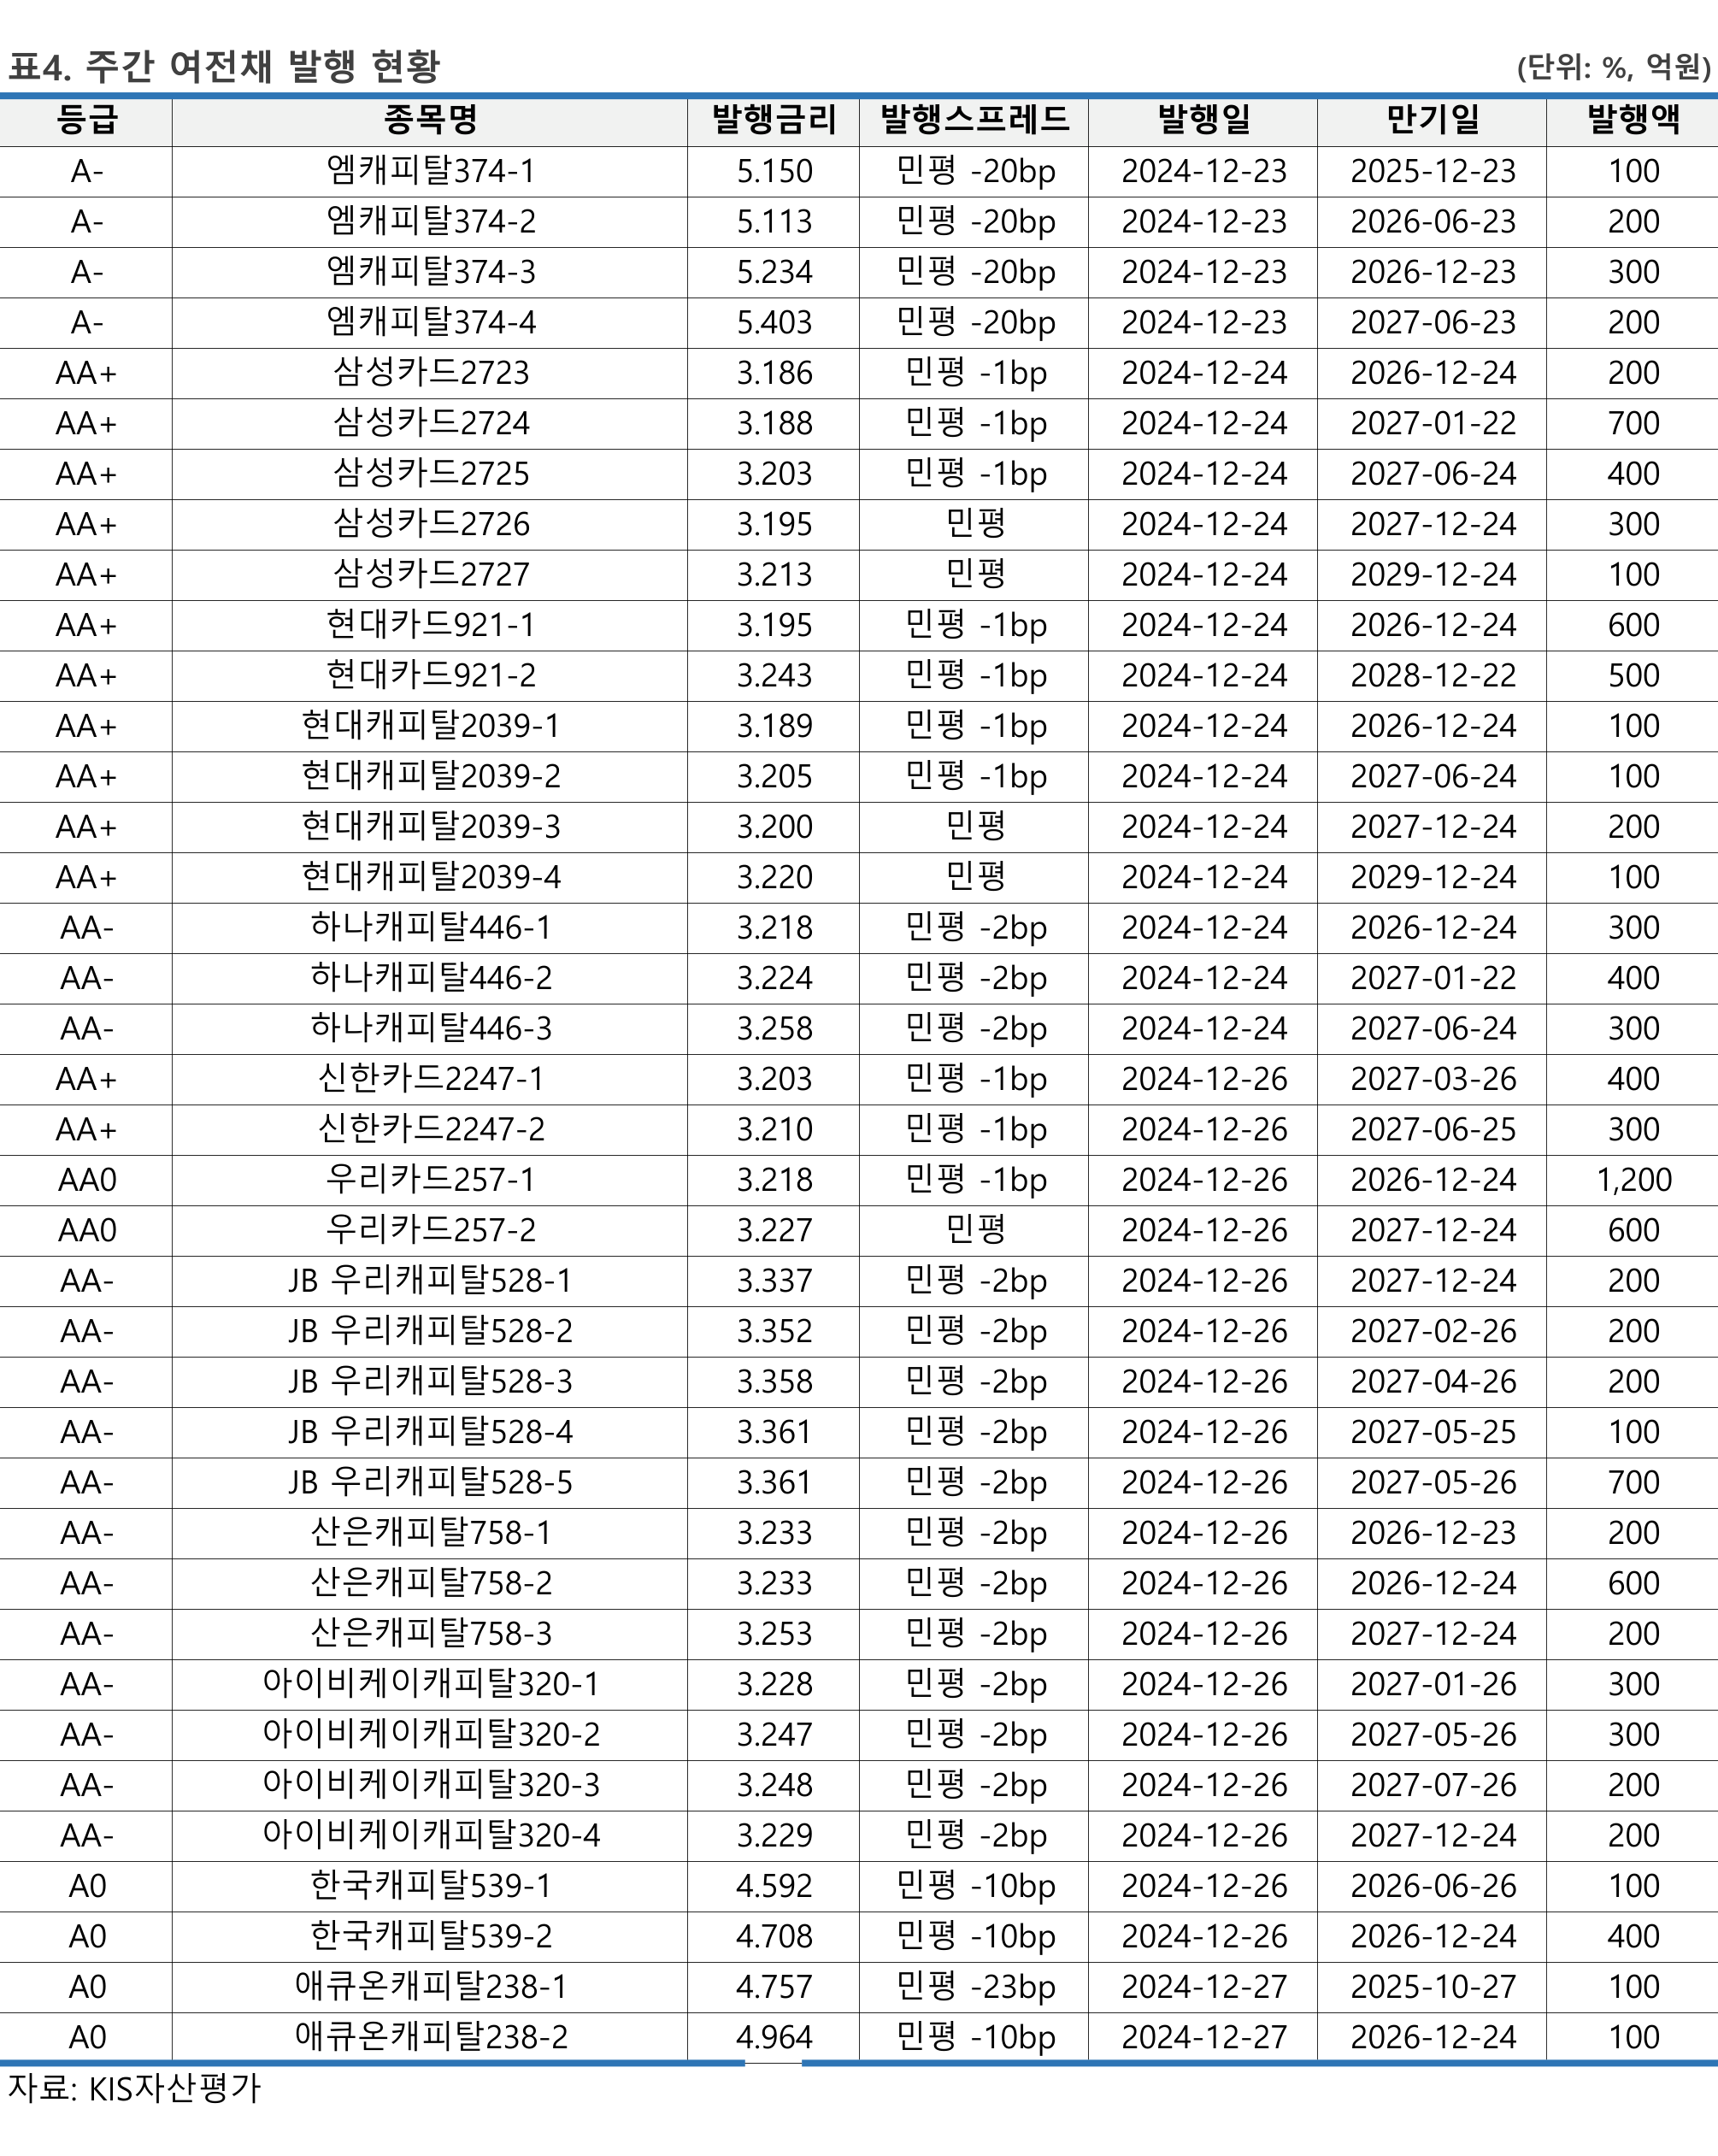 표4. 주간 여전채 발행 현황 (단위: %, 억원)
등급 종목명 발행금리 발행스프레드 발행일 만기일 발행액
A- 엠캐피탈374-1 5.150 민평 -20bp 2024-12-23 2025-12-23 100
A- 엠캐피탈374-2 5.113 민평 -20bp 2024-12-23 2026-06-23 200
A- 엠캐피탈374-3 5.234 민평 -20bp 2024-12-23 2026-12-23 300
A- 엠캐피탈374-4 5.403 민평 -20bp 2024-12-23 2027-06-23 200
AA+ 삼성카드2723 3.186 민평 -1bp 2024-12-24 2026-12-24 200
AA+ 삼성카드2724 3.188 민평 -1bp 2024-12-24 2027-01-22 700
AA+ 삼성카드2725 3.203 민평 -1bp 2024-12-24 2027-06-24 400
AA+ 삼성카드2726 3.195 민평 2024-12-24 2027-12-24 300
AA+ 삼성카드2727 3.213 민평 2024-12-24 2029-12-24 100
AA+ 현대카드921-1 3.195 민평 -1bp 2024-12-24 2026-12-24 600
AA+ 현대카드921-2 3.243 민평 -1bp 2024-12-24 2028-12-22 500
AA+ 현대캐피탈2039-1 3.189 민평 -1bp 2024-12-24 2026-12-24 100
AA+ 현대캐피탈2039-2 3.205 민평 -1bp 2024-12-24 2027-06-24 100
AA+ 현대캐피탈2039-3 3.200 민평 2024-12-24 2027-12-24 200
AA+ 현대캐피탈2039-4 3.220 민평 2024-12-24 2029-12-24 100
AA- 하나캐피탈446-1 3.218 민평 -2bp 2024-12-24 2026-12-24 300
AA- 하나캐피탈446-2 3.224 민평 -2bp 2024-12-24 2027-01-22 400
AA- 하나캐피탈446-3 3.258 민평 -2bp 2024-12-24 2027-06-24 300
AA+ 신한카드2247-1 3.203 민평 -1bp 2024-12-26 2027-03-26 400
AA+ 신한카드2247-2 3.210 민평 -1bp 2024-12-26 2027-06-25 300
AA0 우리카드257-1 3.218 민평 -1bp 2024-12-26 2026-12-24 1,200
AA0 우리카드257-2 3.227 민평 2024-12-26 2027-12-24 600
AA- JB 우리캐피탈528-1 3.337 민평 -2bp 2024-12-26 2027-12-24 200
AA- JB 우리캐피탈528-2 3.352 민평 -2bp 2024-12-26 2027-02-26 200
AA- JB 우리캐피탈528-3 3.358 민평 -2bp 2024-12-26 2027-04-26 200
AA- JB 우리캐피탈528-4 3.361 민평 -2bp 2024-12-26 2027-05-25 100
AA- JB 우리캐피탈528-5 3.361 민평 -2bp 2024-12-26 2027-05-26 700
AA- 산은캐피탈758-1 3.233 민평 -2bp 2024-12-26 2026-12-23 200
AA- 산은캐피탈758-2 3.233 민평 -2bp 2024-12-26 2026-12-24 600
AA- 산은캐피탈758-3 3.253 민평 -2bp 2024-12-26 2027-12-24 200
AA- 아이비케이캐피탈320-1 3.228 민평 -2bp 2024-12-26 2027-01-26 300
AA- 아이비케이캐피탈320-2 3.247 민평 -2bp 2024-12-26 2027-05-26 300
AA- 아이비케이캐피탈320-3 3.248 민평 -2bp 2024-12-26 2027-07-26 200
AA- 아이비케이캐피탈320-4 3.229 민평 -2bp 2024-12-26 2027-12-24 200
A0 한국캐피탈539-1 4.592 민평 -10bp 2024-12-26 2026-06-26 100
A0 한국캐피탈539-2 4.708 민평 -10bp 2024-12-26 2026-12-24 400
A0 애큐온캐피탈238-1 4.757 민평 -23bp 2024-12-27 2025-10-27 100
A0 애큐온캐피탈238-2 4.964 민평 -10bp 2024-12-27 2026-12-24 100
자료: KIS자산평가